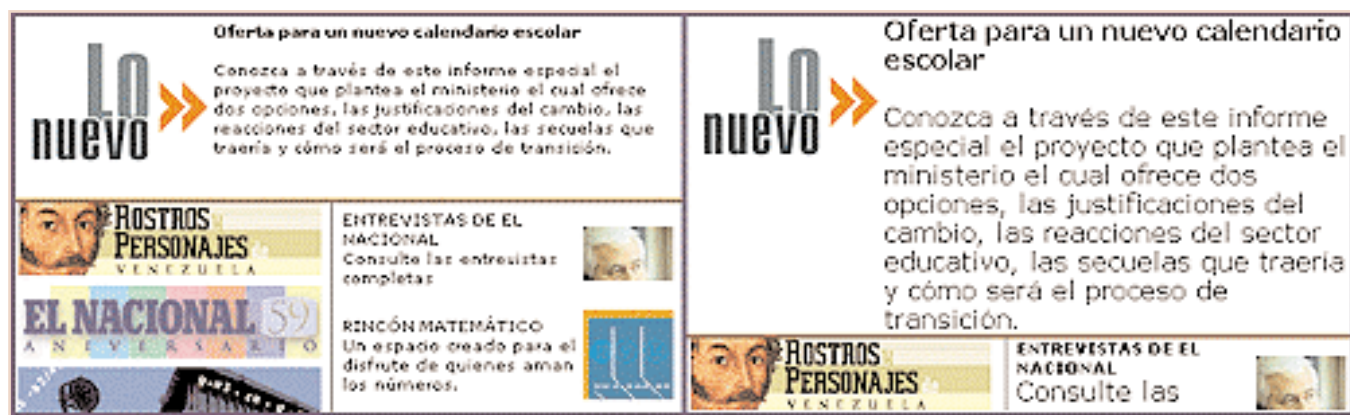 Lo
nuevo
Oferta para un nuevo calendario escolar
Conozca a través de este informe especial el
proyecto que plantea el ministerio el cual ofrece
dos opciones, las justificaciones del cambio, las
reacciones del sector educativo, las secuelas que
traería y cómo será el proceso de transición.
ROSTROS
PERSONAJES
VENEZUELA
EL NACIONAL 59
ANIVERSARIO
ENTREVISTAS DE EL
NACIONAL
Consulte las entrevistas
completas
RINCÓN MATEMÁTICO
Un espacio creado para el
disfrute de quienes aman
los números.
Lo
nuevo
Oferta para un nuevo calendario
escolar
Conozca a través de este informe
especial el proyecto que plantea el
ministerio el cual ofrece dos
opciones, las justificaciones del
cambio, las reacciones del sector
educativo, las secuelas que traería
y cómo será el proceso de
transición.
ROSTROS
PERSONAJES
VENEZUELA
ENTREVISTAS DE EL
NACIONAL
Consulte las